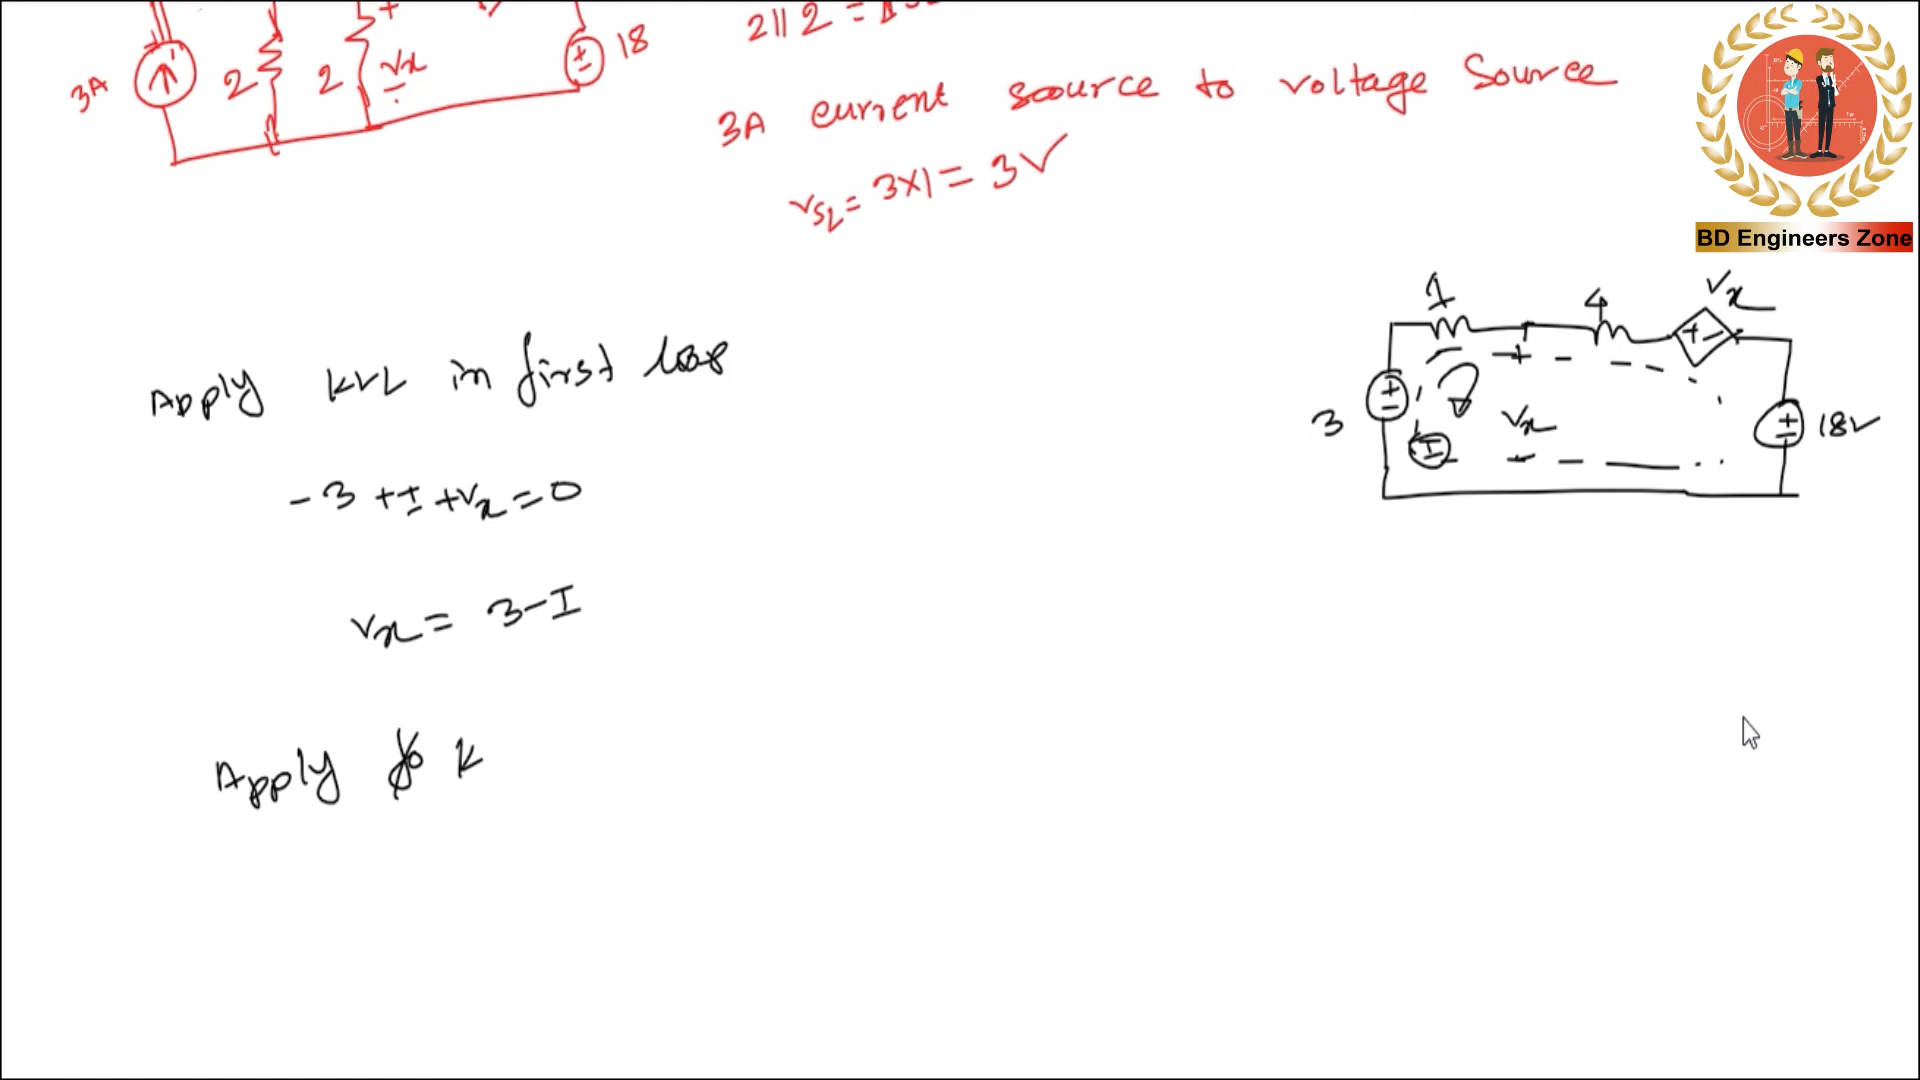 2 || 2 = 1
3A 2 2 + Vx - ± 18
3A current source to voltage Source
Vs2 = 3×1 = 3V
BD Engineers Zone
1 4 Vx
+ -
3 ± I + Vx - ± 18V
Apply KVL in first loop
-3 + I + Vx = 0
Vx = 3-I
Apply K